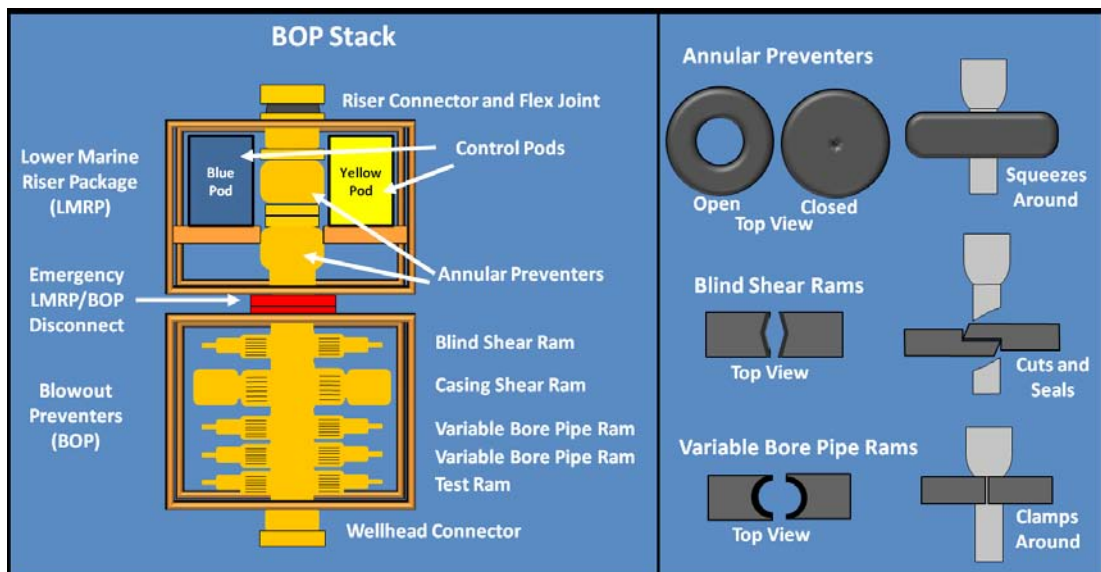 BOP Stack
Riser Connector and Flex Joint
Lower Marine
Riser Package
(LMRP)
Blue
Pod
Yellow
Pod
Control Pods
Annular Preventers
Emergency
LMRP/BOP
Disconnect
Blowout
Preventers
(BOP)
Blind Shear Ram
Casing Shear Ram
Variable Bore Pipe Ram
Variable Bore Pipe Ram
Test Ram
Wellhead Connector
Annular Preventers
Open
Closed
Top View
Squeezes
Around
Blind Shear Rams
Top View
Cuts and
Seals
Variable Bore Pipe Rams
Top View
Clamps
Around